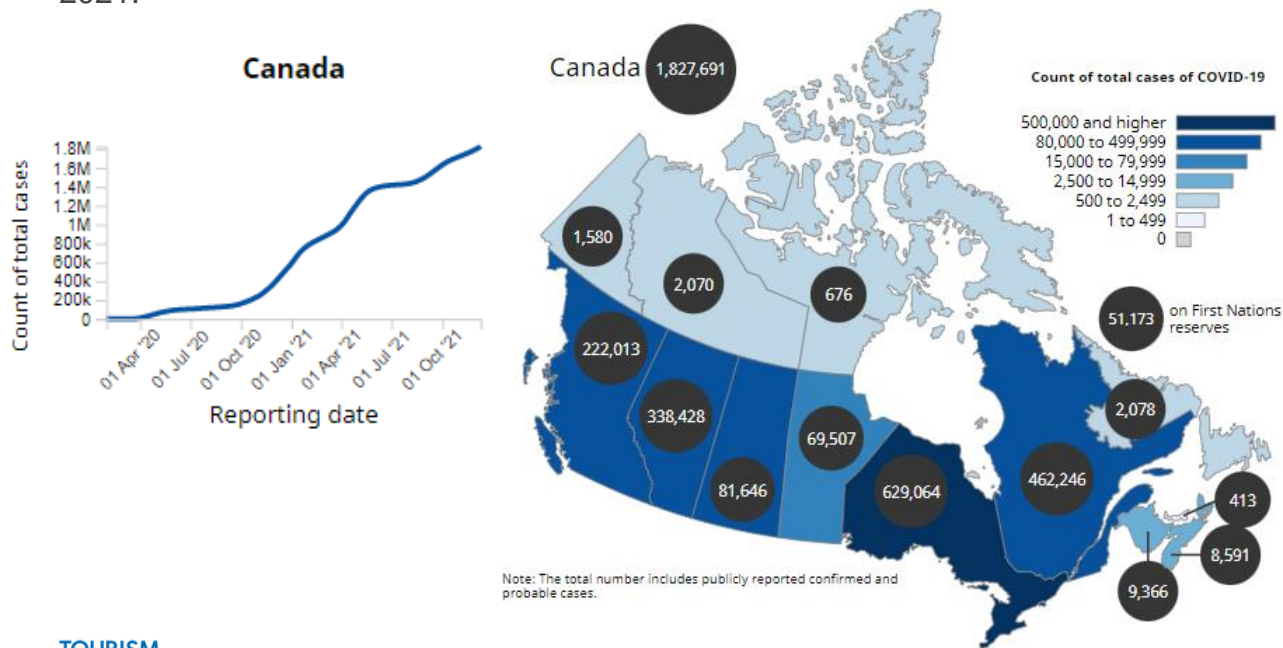 Canada
1.8M
1.6M
1.4M
1.2M
1M
800k
600k
400k
200k
0
Count of total cases
01 Apr '20
01 Jul '20
01 Oct '20
01 Jan '21
01 Apr '21
01 Jul '21
01 Oct '21
Reporting date
Canada
1,827,691
Count of total cases of COVID-19
500,000 and higher
80,000 to 499,999
15,000 to 79,999
2,500 to 14,999
500 to 2,499
1 to 499
0
1,580
2,070
676
51,173
on First Nations
reserves
222,013
338,428
81,646
69,507
629,064
462,246
2,078
413
8,591
9,366
Note: The total number includes publicly reported confirmed and
probable cases.
TOURISM